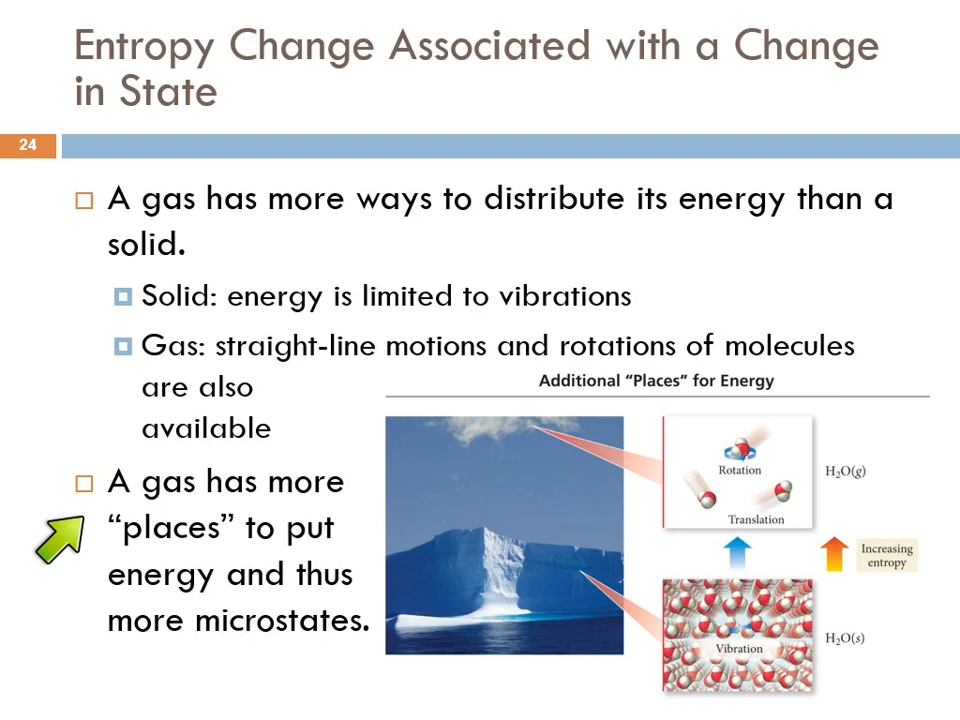 Entropy Change Associated with a Change
in State
24
A gas has more ways to distribute its energy than a
solid.
Solid: energy is limited to vibrations
Gas: straight-line motions and rotations of molecules
are also
available
A gas has more
“places” to put
energy and thus
more microstates.
Additional “Places” for Energy
Rotation
Translation
H₂O(g)
Increasing
entropy
Vibration
H₂O(s)